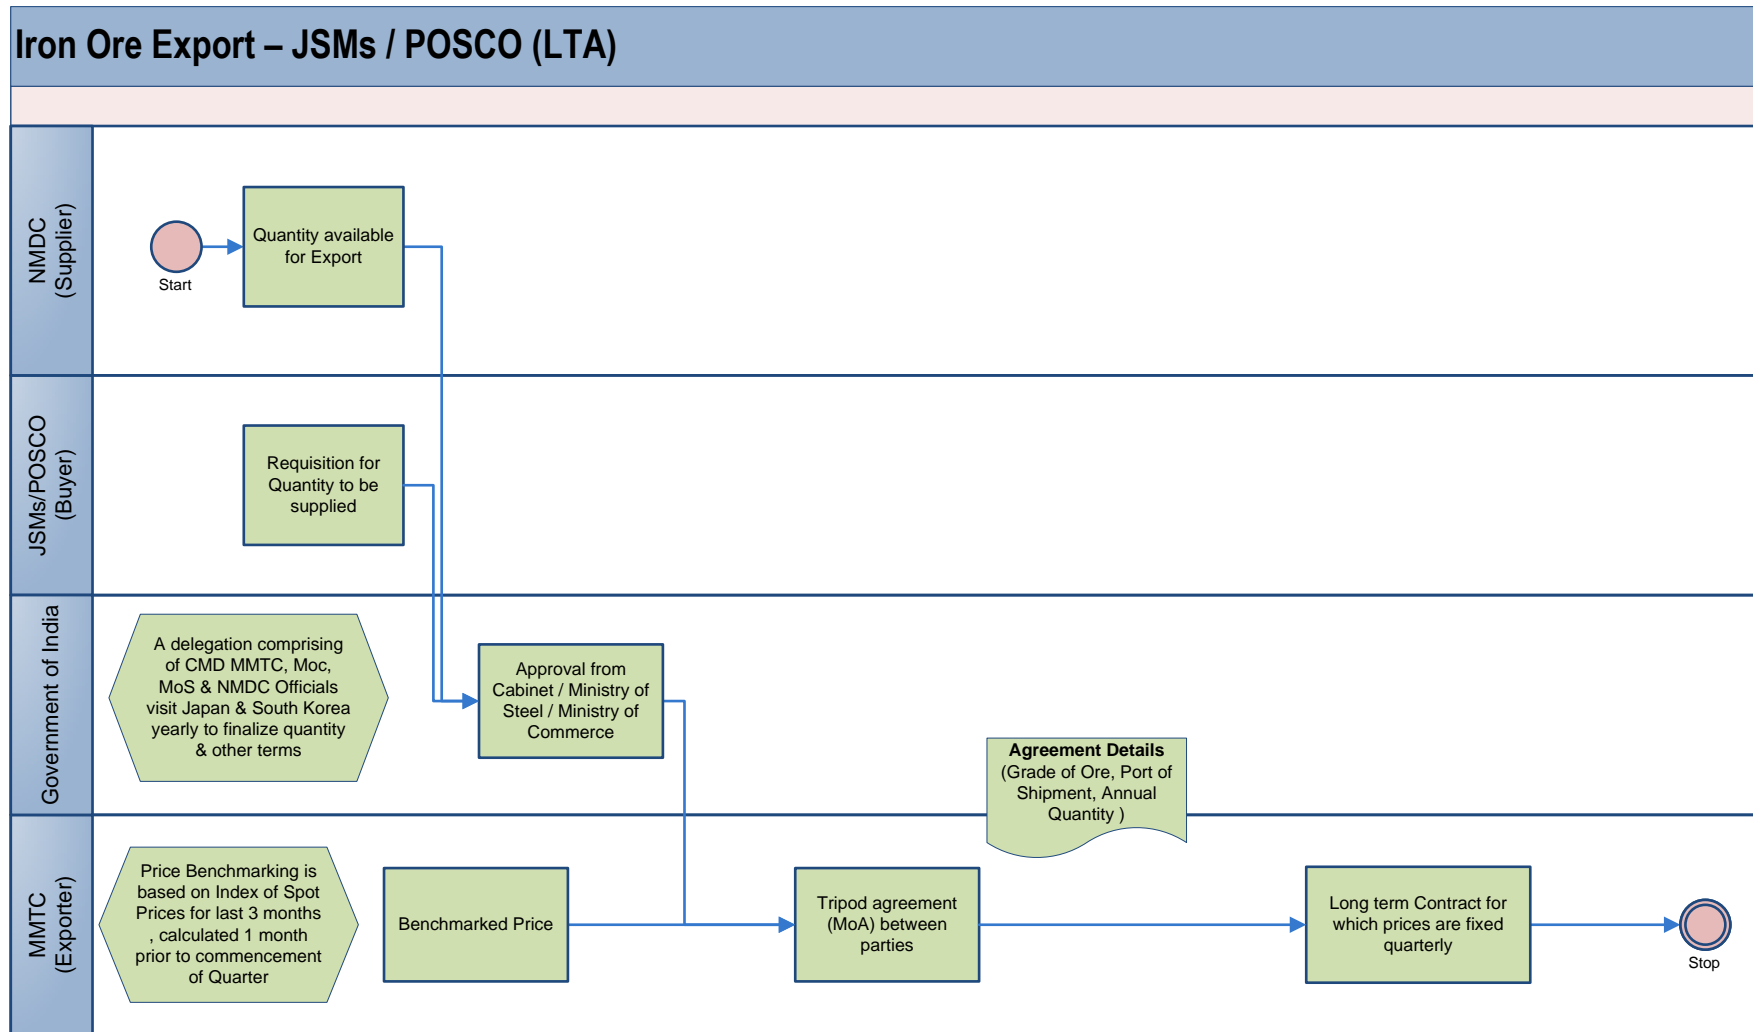 Iron Ore Export – JSMs / POSCO (LTA)
NMDC
(Supplier)
Start
Quantity available
for Export
JSMs/POSCO
(Buyer)
Requisition for
Quantity to be
supplied
Government of India
A delegation comprising
of CMD MMTC, Moc,
MoS & NMDC Officials
visit Japan & South Korea
yearly to finalize quantity
& other terms
Approval from
Cabinet / Ministry of
Steel / Ministry of
Commerce
Agreement Details
(Grade of Ore, Port of
Shipment, Annual
Quantity )
MMTC
(Exporter)
Price Benchmarking is
based on Index of Spot
Prices for last 3 months
, calculated 1 month
prior to commencement
of Quarter
Benchmarked Price
Tripod agreement
(MoA) between
parties
Long term Contract for
which prices are fixed
quarterly
Stop